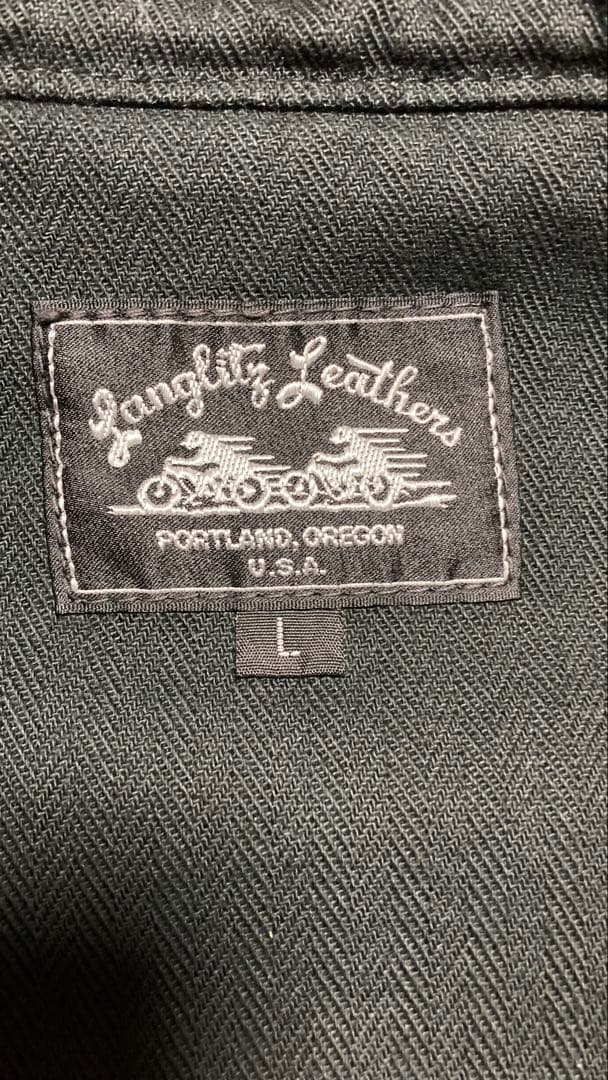 Langlitz Leathers
PORTLAND, OREGON
U.S.A.
L